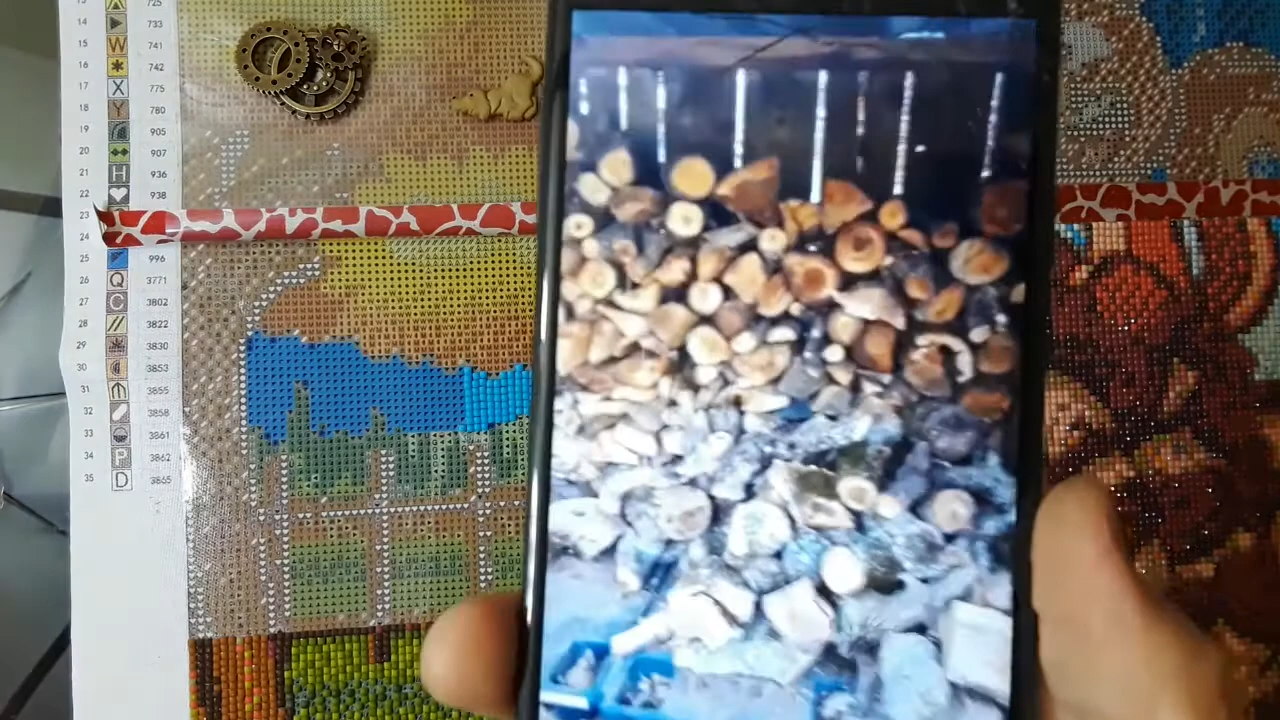 725
14 733
15 W 741
16 742
17 X 775
18 Y 780
19 905
20 907
21 H 936
22 938
23
24
25 996
26 Q 3771
27 C 3802
28 3822
29 3830
30 3853
31 3855
32 3858
33 3861
34 P 3862
35 D 3865